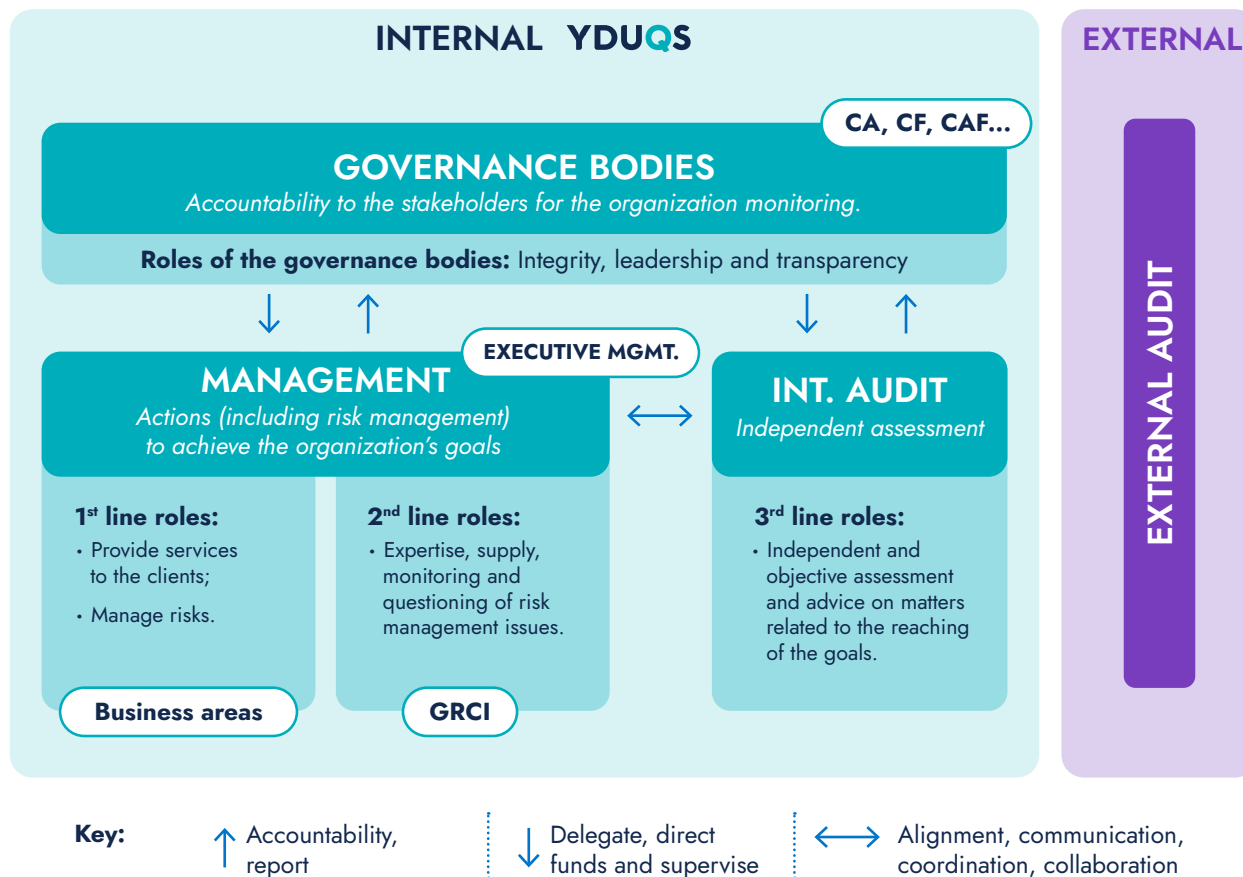 INTERNAL YDUQS
EXTERNAL
CA, CF, CAF...
GOVERNANCE BODIES
Accountability to the stakeholders for the organization monitoring.
Roles of the governance bodies: Integrity, leadership and transparency
EXECUTIVE MGMT.
MANAGEMENT
Actions (including risk management)
to achieve the organization's goals
INT. AUDIT
Independent assessment
1st line roles:
• Provide services
to the clients;
• Manage risks.
Business areas
2nd line roles:
• Expertise, supply,
monitoring and
questioning of risk
management issues.
GRCI
3rd line roles:
• Independent and
objective assessment
and advice on matters
related to the reaching
of the goals.
EXTERNAL AUDIT
Key:
Accountability,
report
Delegate, direct
funds and supervise
Alignment, communication,
coordination, collaboration